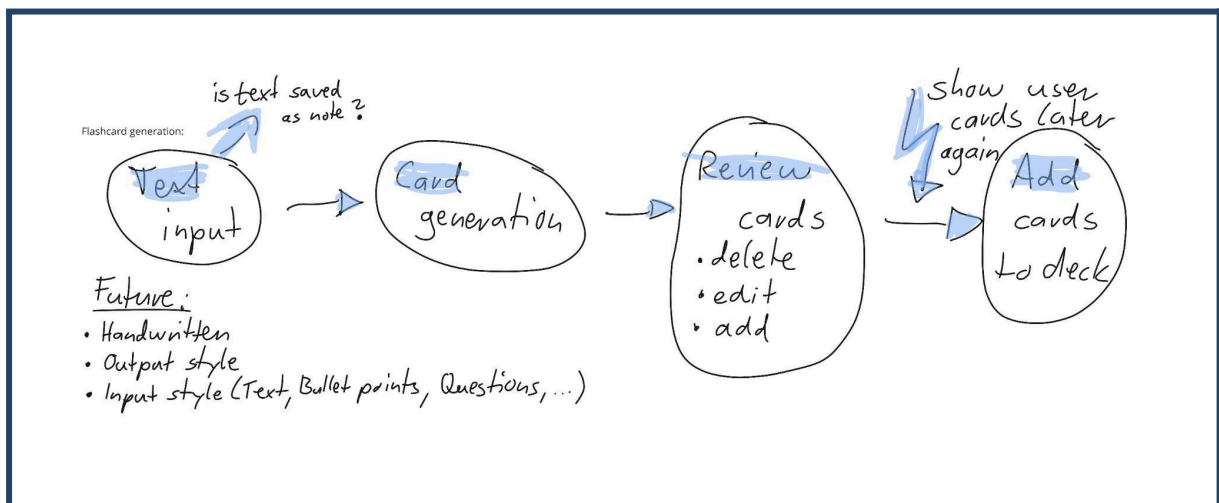 is text saved
as note?
Flashcard generation:
Text
input
Card
generation
Review
cards
• delete
• edit
• add
show user
cards later
again
Add
cards
to deck
Future:
• Handwritten
• Output style
• Input style (Text, Bullet points, Questions, ...)